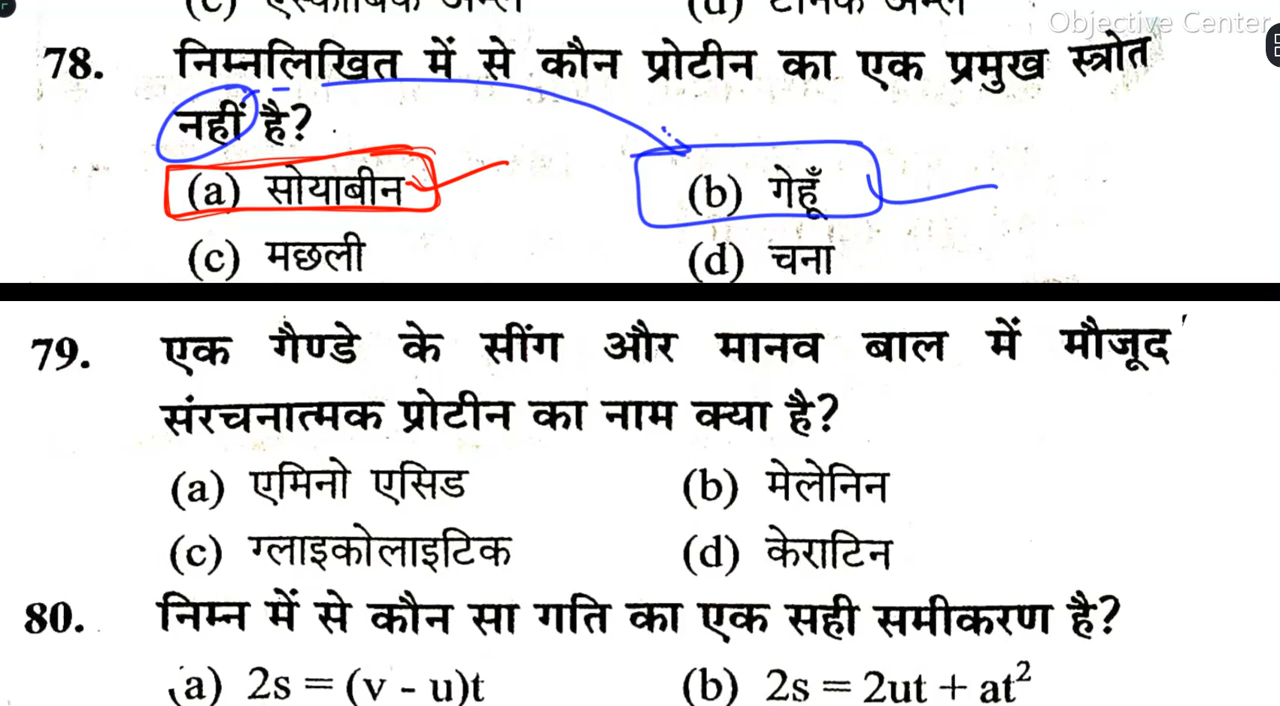 Objective Center
78. निम्नलिखित में से कौन प्रोटीन का एक प्रमुख स्त्रोत
नहीं है?
(a) सोयाबीन (b) गेहूँ
(c) मछली (d) चना
79. एक गैण्डे के सींग और मानव बाल में मौजूद
संरचनात्मक प्रोटीन का नाम क्या है?
(a) एमिनो एसिड (b) मेलेनिन
(c) ग्लाइकोलाइटिक (d) केराटिन
80. निम्न में से कौन सा गति का एक सही समीकरण है?
(a) 2s = (v - u)t (b) 2s = 2ut + at²